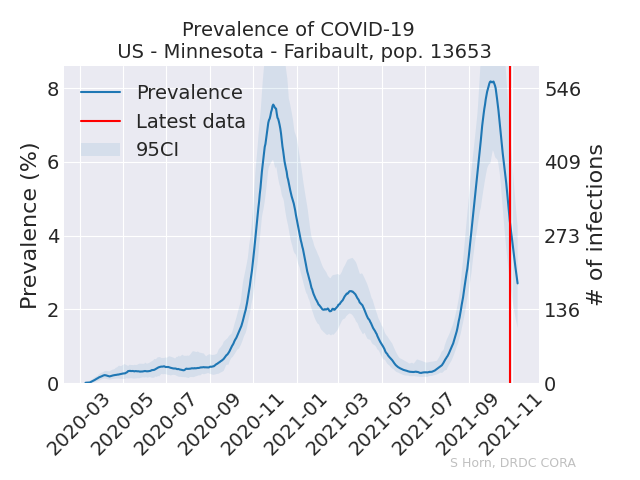 Prevalence of COVID-19
US - Minnesota - Faribault, pop. 13653
Prevalence (%)
8
6
4
2
0
Prevalence
Latest data
95CI
546
409
273
136
0
# of infections
2020-03
2020-05
2020-07
2020-09
2020-11
2021-01
2021-03
2021-05
2021-07
2021-09
2021-11
S Horn, DRDC CORA